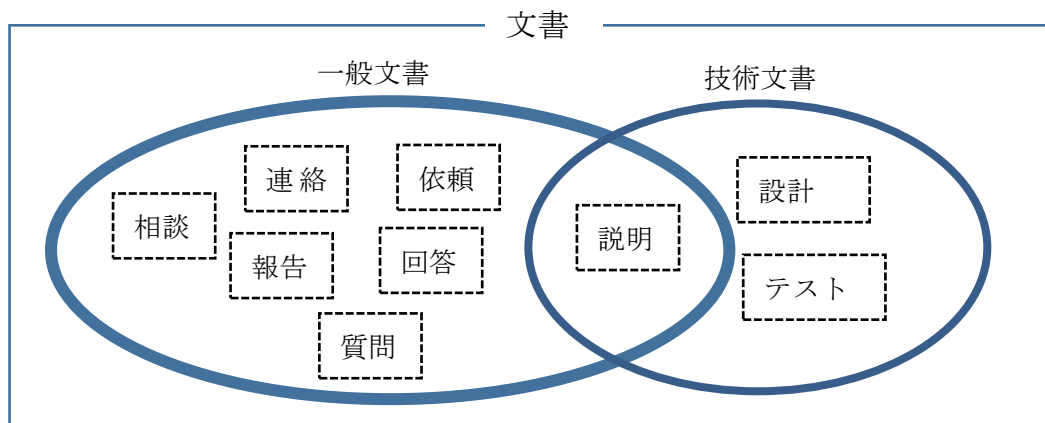 文書
一般文書
技術文書
連絡
依頼
設計
相談
説明
報告
回答
テスト
質問